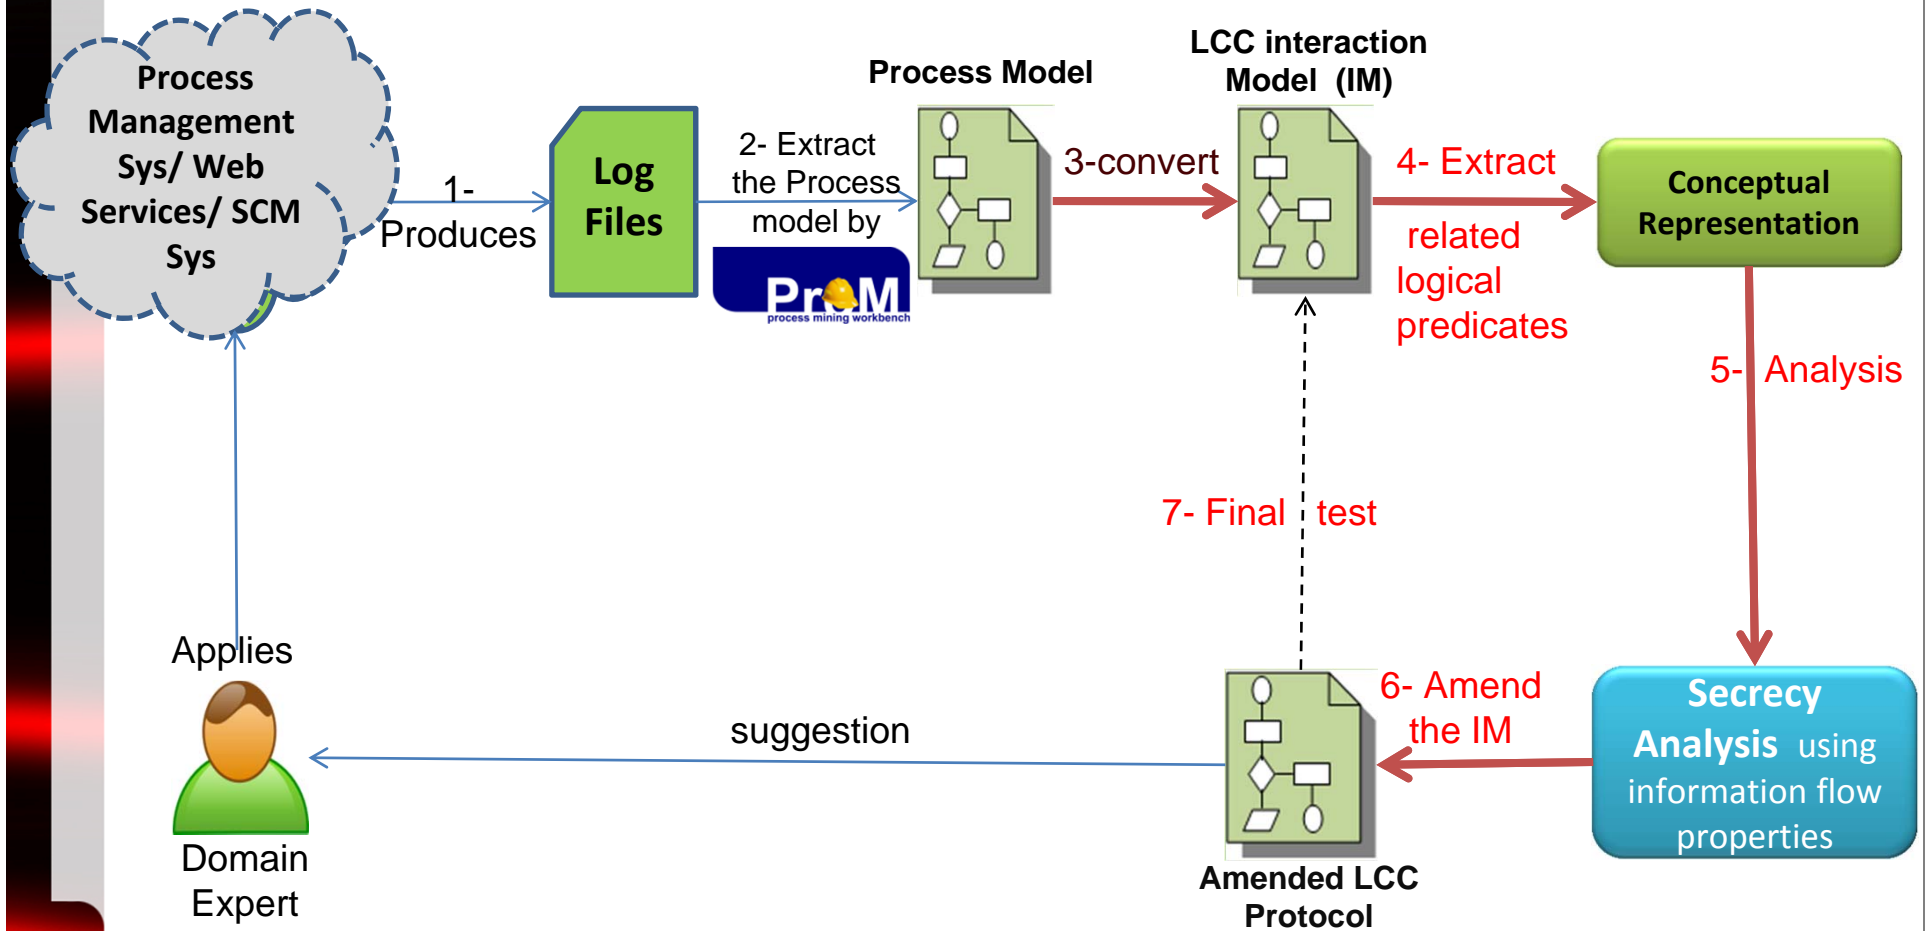 Process
Management
Sys/ Web
Services/ SCM
Sys
1-
Produces
Log
Files
2- Extract
the Process
model by
PrOM
process mining workbench
Process Model
3-convert
LCC interaction
Model (IM)
4- Extract
related
logical
predicates
Conceptual
Representation
5- Analysis
Secrecy
Analysis using
information flow
properties
6- Amend
the IM
7- Final test
Amended LCC
Protocol
suggestion
Applies
Domain
Expert